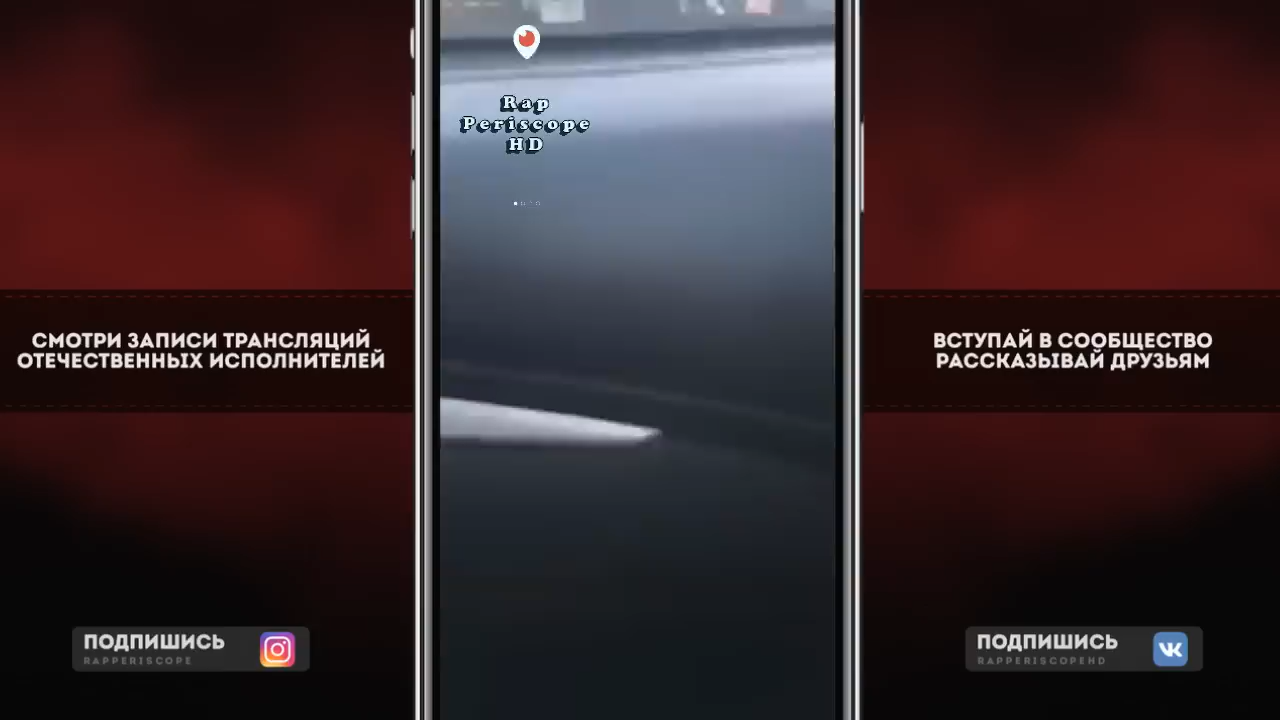 Rap
Periscope
HD
СМОТРИ ЗАПИСИ ТРАНСЛЯЦИЙ
ОТЕЧЕСТВЕННЫХ ИСПОЛНИТЕЛЕЙ
ВСТУПАЙ В СООБЩЕСТВО
РАССКАЗЫВАЙ ДРУЗЬЯМ
ПОДПИШИСЬ
RAPPERISCOPE
ПОДПИШИСЬ
RAPPERISCOPEHD